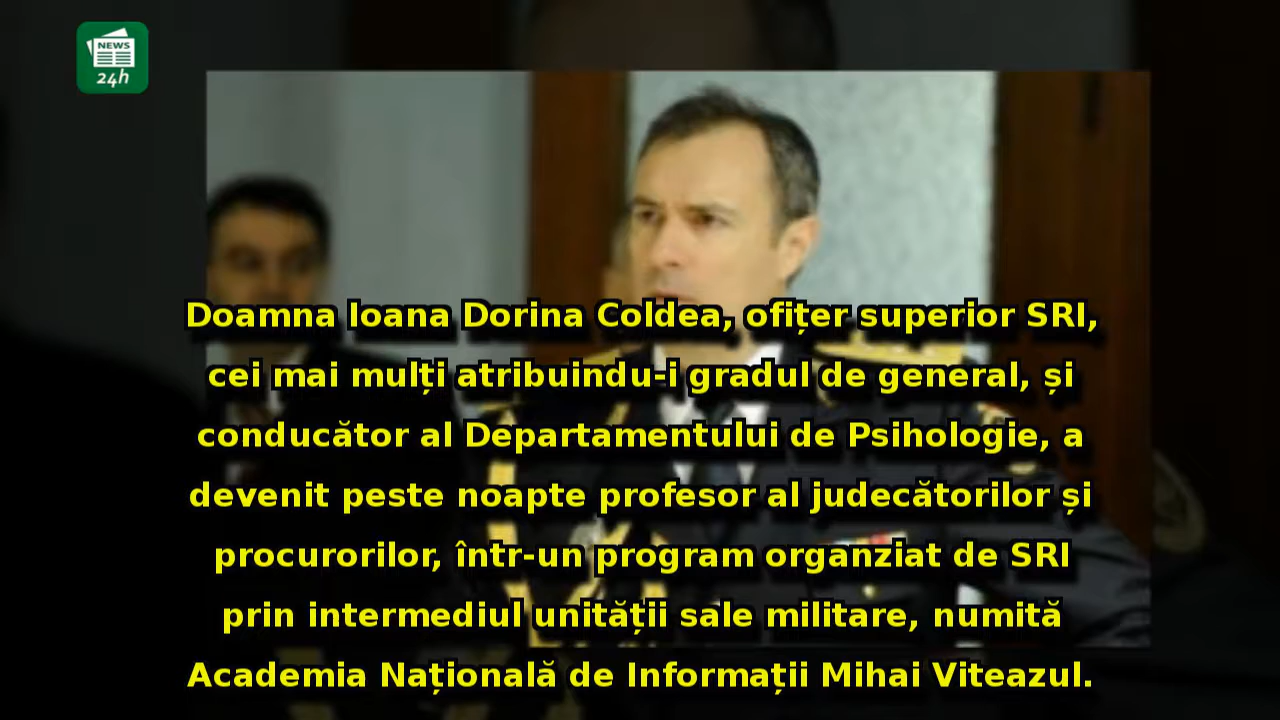 NEWS
24h
Doamna Ioana Dorina Coldea, ofițer superior SRI,
cei mai mulți atribuindu-i gradul de general, și
conducător al Departamentului de Psihologie, a
devenit peste noapte profesor al judecătorilor și
procurorilor, într-un program organziat de SRI
prin intermediul unității sale militare, numită
Academia Națională de Informații Mihai Viteazul.